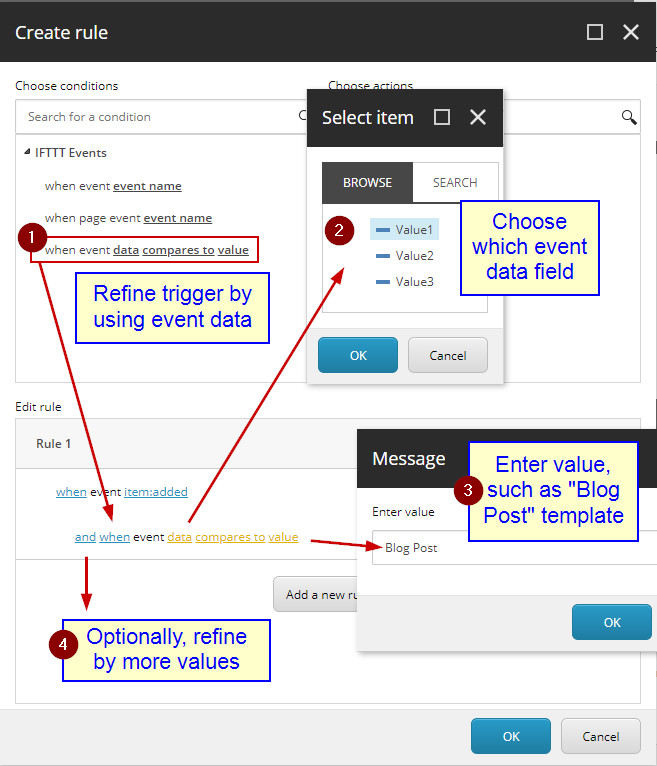 Create rule
Choose conditions
Choose actions
Search for a condition
Select item
IFTTT Events
when event event name
when page event event name
1
when event data compares to value
Refine trigger by
using event data
BROWSE
SEARCH
2
Value1
Value2
Value3
Choose
which event
data field
OK
Cancel
Edit rule
Rule 1
when event item:added
and when event data compares to value
Message
3
Enter value,
such as "Blog
Post" template
Enter value
Blog Post
OK
Add a new
4
Optionally, refine
by more values
OK
Cancel